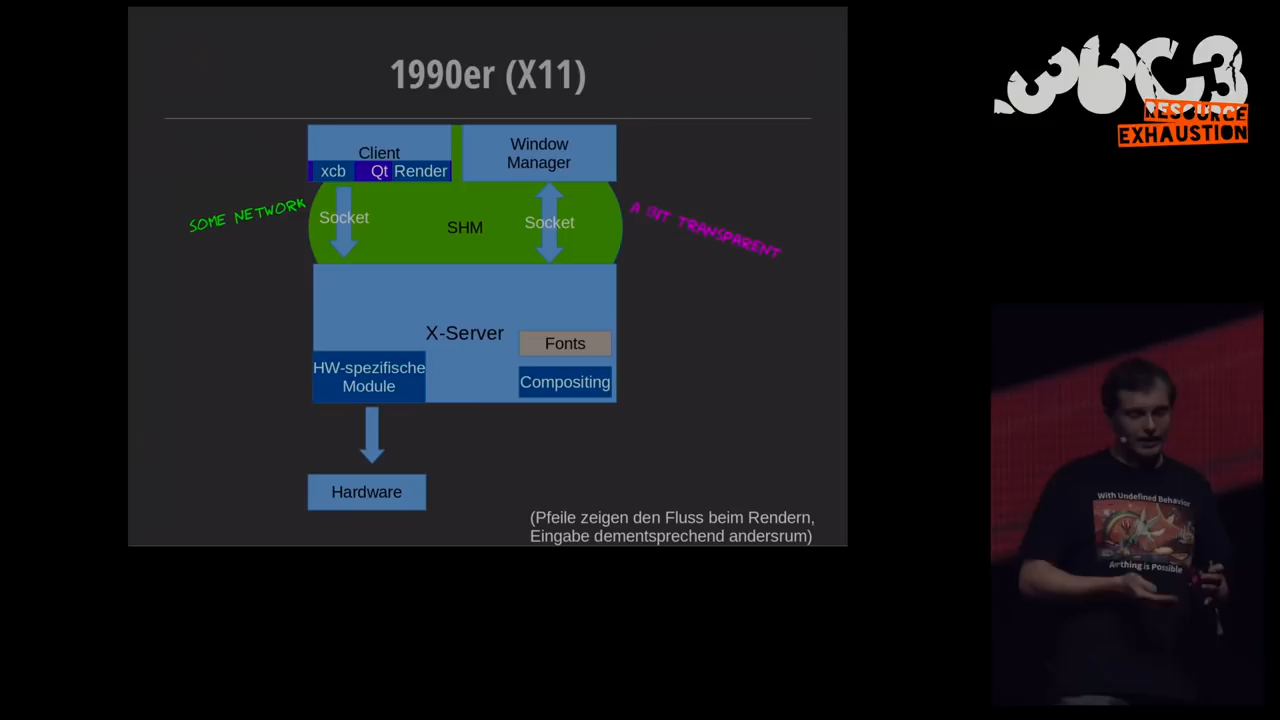 1990er (X11)
36C3
RESOURCE
EXHAUSTION
Client
xcb Qt Render
Window
Manager
SOME NETWORK
Socket
SHM
Socket
A BIT TRANSPARENT
X-Server
Fonts
HW-spezifische
Module
Compositing
Hardware
(Pfeile zeigen den Fluss beim Rendern,
Eingabe dementsprechend andersrum)
With Undefined Behavior
Anything is Possible